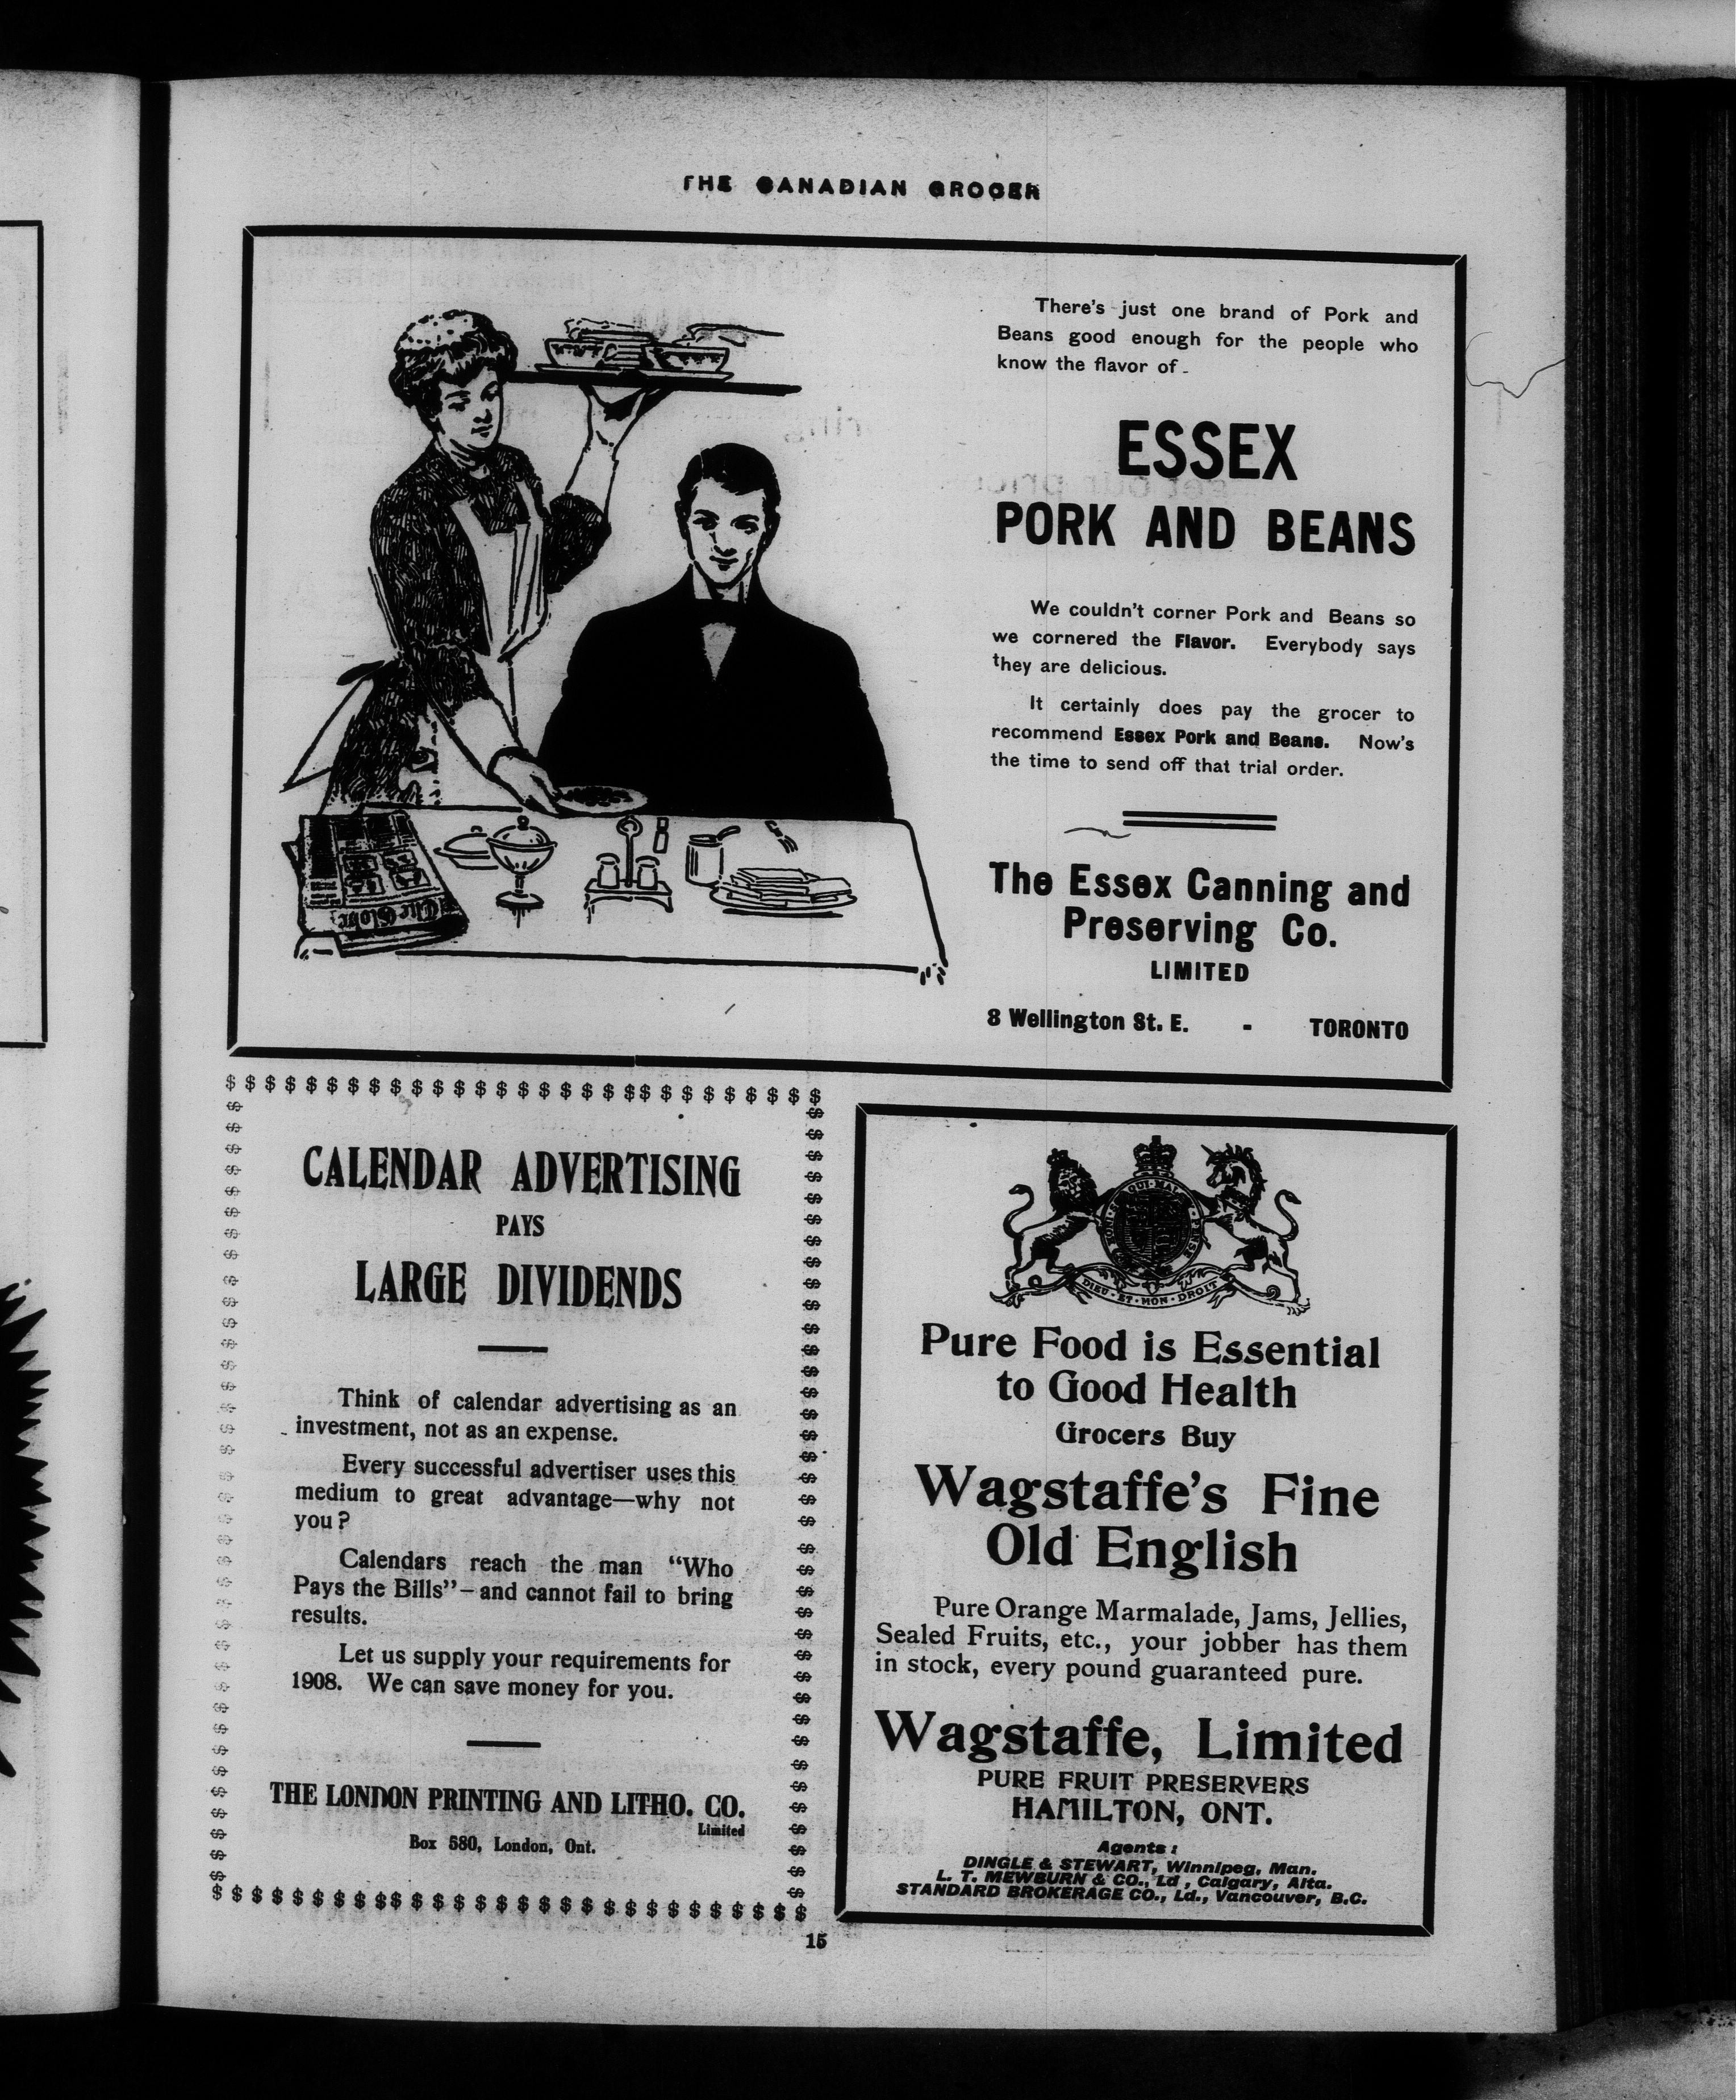 THE CANADIAN GROCER
There's just one brand of Pork and
Beans good enough for the people who
know the flavor of
ESSEX
PORK AND BEANS
We couldn't corner Pork and Beans so
we cornered the Flavor. Everybody says
they are delicious.
It certainly does pay the grocer to
recommend Essex Pork and Beans. Now's
the time to send off that trial order.
The Essex Canning and
Preserving Co.
LIMITED
8 Wellington St. E. - TORONTO
The Globe
CALENDAR ADVERTISING
PAYS
LARGE DIVIDENDS
Think of calendar advertising as an
investment, not as an expense.
Every successful advertiser uses this
medium to great advantage—why not
you?
Calendars reach the man "Who
Pays the Bills"—and cannot fail to bring
results.
Let us supply your requirements for
1908. We can save money for you.
THE LONDON PRINTING AND LITHO. CO.
Limited
Box 580, London, Ont.
DIEU · ET · MON · DROIT
Pure Food is Essential
to Good Health
Grocers Buy
Wagstaffe's Fine
Old English
Pure Orange Marmalade, Jams, Jellies,
Sealed Fruits, etc., your jobber has them
in stock, every pound guaranteed pure.
Wagstaffe, Limited
PURE FRUIT PRESERVERS
HAMILTON, ONT.
Agents:
DINGLE & STEWART, Winnipeg, Man.
L. T. MEWBURN & CO., Ld , Calgary, Alta.
STANDARD BROKERAGE CO., Ld., Vancouver, B.C.
15